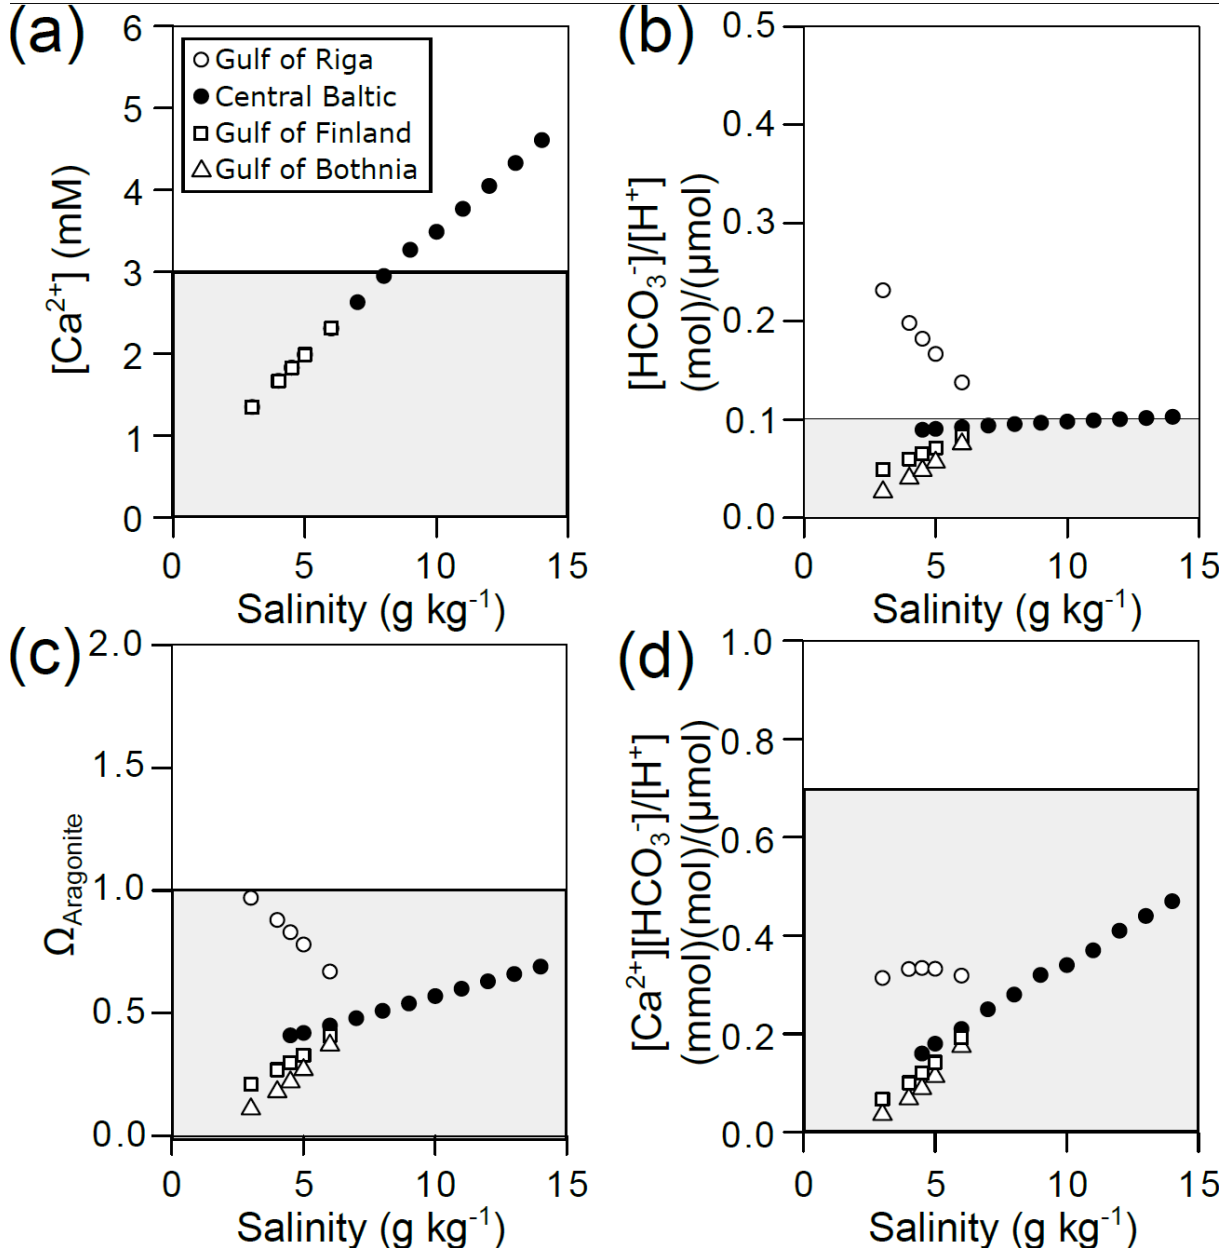 (a)
6
5
4
3
2
1
0
[Ca²⁺] (mM)
Gulf of Riga
Central Baltic
Gulf of Finland
Gulf of Bothnia
0 5 10 15
Salinity (g kg⁻¹)
(b)
0.5
0.4
0.3
0.2
0.1
0.0
[HCO₃⁻]/[H⁺]
(mol)/(μmol)
0 5 10 15
Salinity (g kg⁻¹)
(c)
2.0
1.5
1.0
0.5
0.0
Ω_Aragonite
0 5 10 15
Salinity (g kg⁻¹)
(d)
1.0
0.8
0.6
0.4
0.2
0.0
[Ca²⁺][HCO₃⁻]/[H⁺]
(mmol)(mol)/(μmol)
0 5 10 15
Salinity (g kg⁻¹)